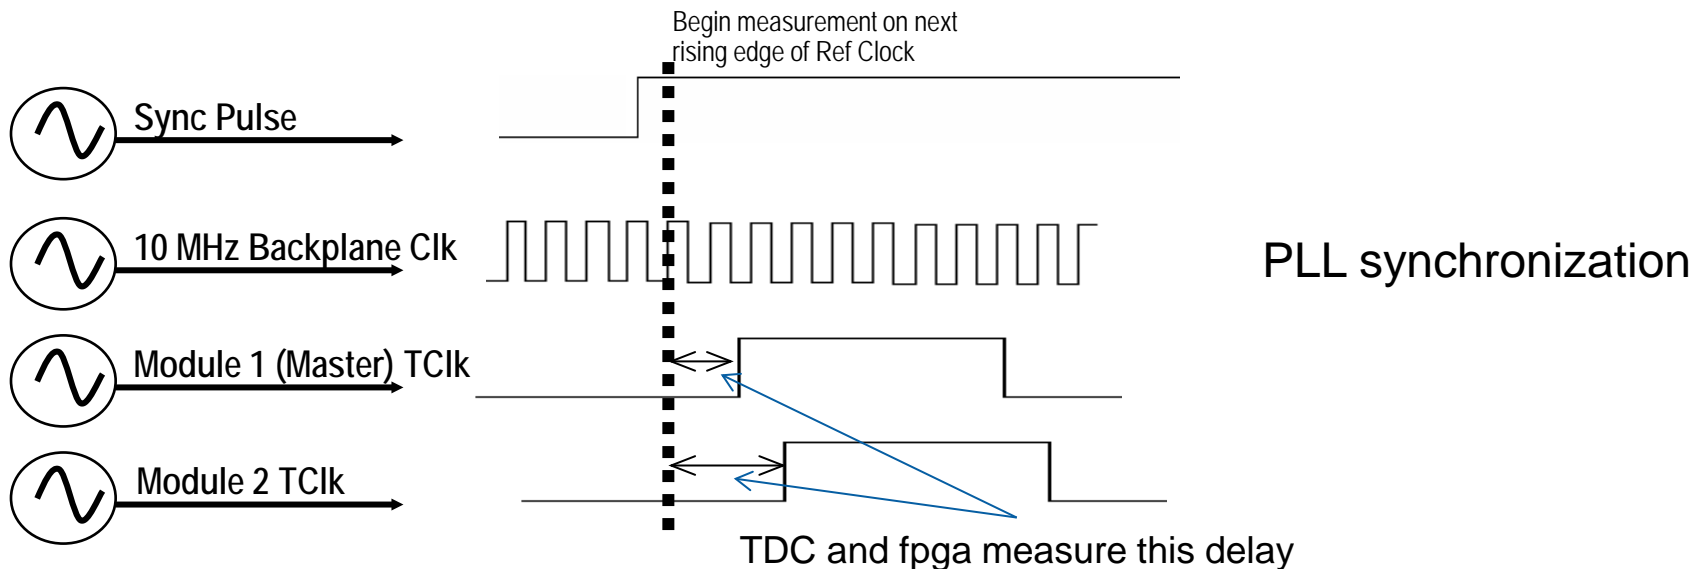 Begin measurement on next
rising edge of Ref Clock
Sync Pulse
10 MHz Backplane Clk
PLL synchronization
Module 1 (Master) TClk
Module 2 TClk
TDC and fpga measure this delay